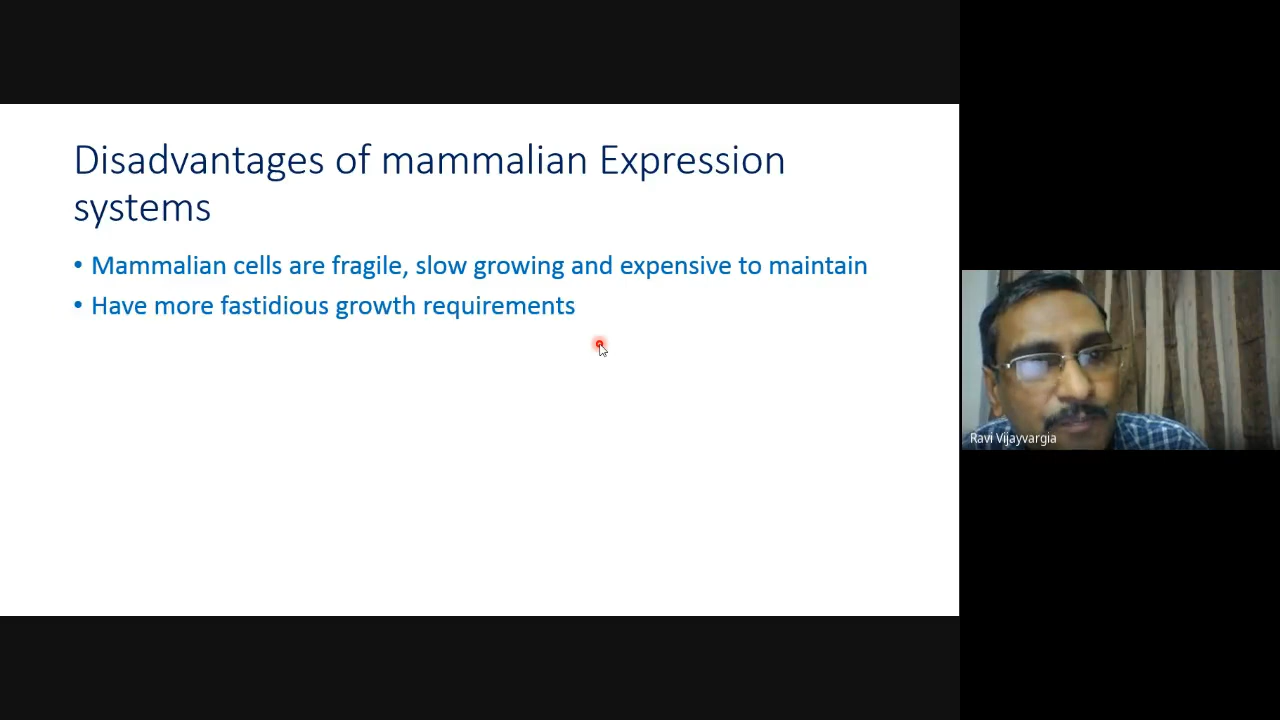 Disadvantages of mammalian Expression
systems
• Mammalian cells are fragile, slow growing and expensive to maintain
• Have more fastidious growth requirements
Ravi Vijayvargia